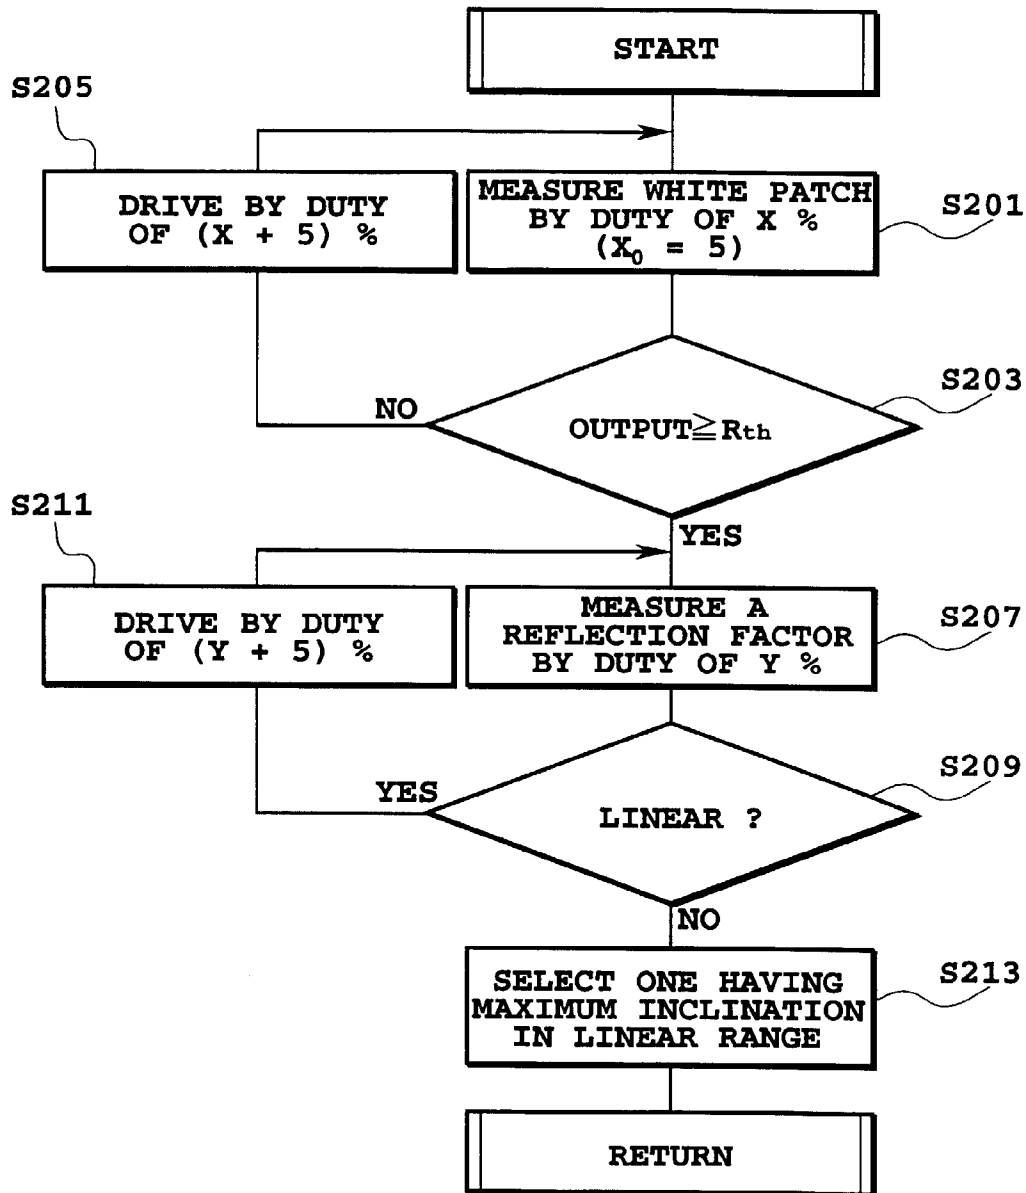 START
S205
DRIVE BY DUTY
OF (X + 5) %
MEASURE WHITE PATCH
BY DUTY OF X %
(X₀ = 5)
S201
S203
NO
OUTPUT≧Rth
YES
S211
DRIVE BY DUTY
OF (Y + 5) %
MEASURE A
REFLECTION FACTOR
BY DUTY OF Y %
S207
S209
YES
LINEAR ?
NO
SELECT ONE HAVING
MAXIMUM INCLINATION
IN LINEAR RANGE
S213
RETURN